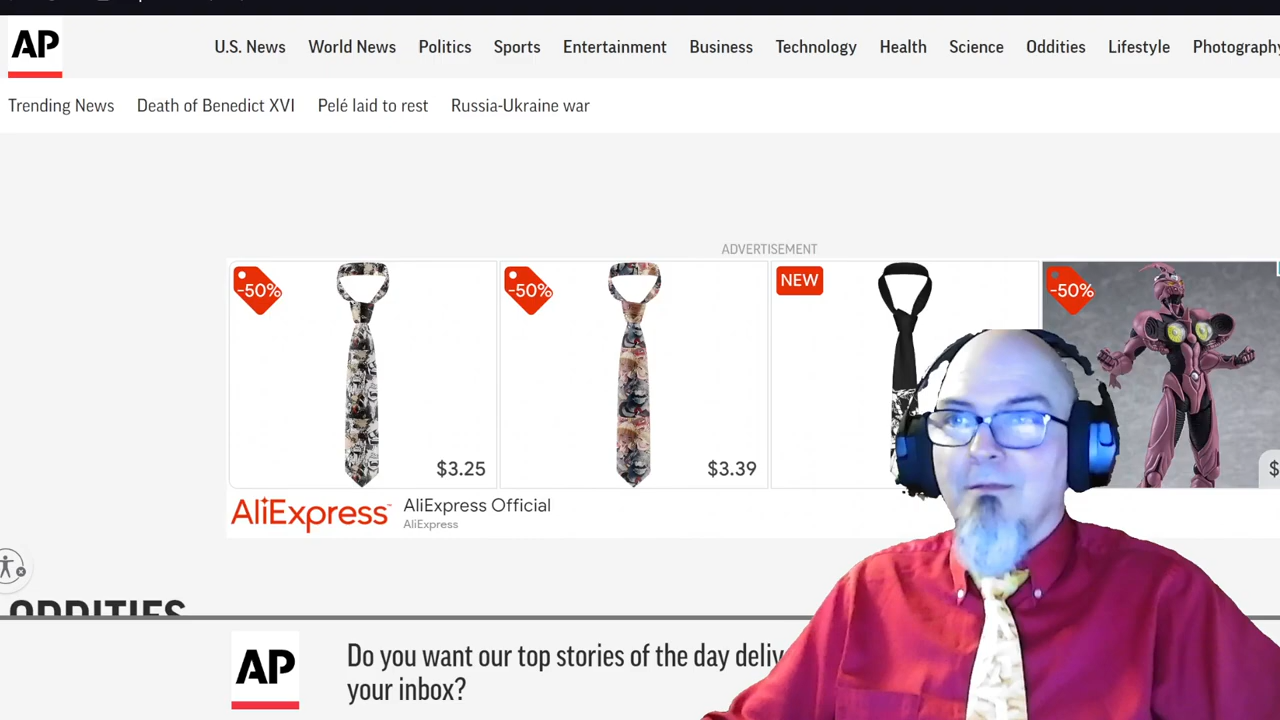 AP
U.S. News World News Politics Sports Entertainment Business Technology Health Science Oddities Lifestyle Photography
Trending News Death of Benedict XVI Pelé laid to rest Russia-Ukraine war
ADVERTISEMENT
-50%
-50%
NEW
-50%
$3.25
$3.39
$
AliExpress
AliExpress Official
AliExpress
ODDITIES
AP
Do you want our top stories of the day deliv
your inbox?